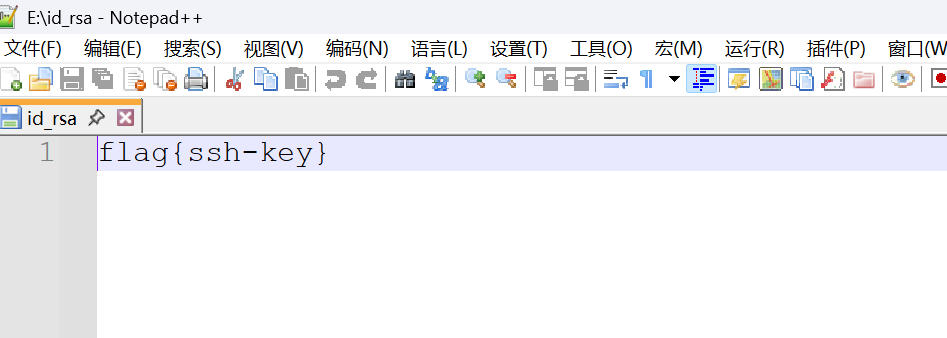 E:\id_rsa - Notepad++
文件(F) 编辑(E) 搜索(S) 视图(V) 编码(N) 语言(L) 设置(T) 工具(O) 宏(M) 运行(R) 插件(P) 窗口(W
id_rsa
1 flag{ssh-key}